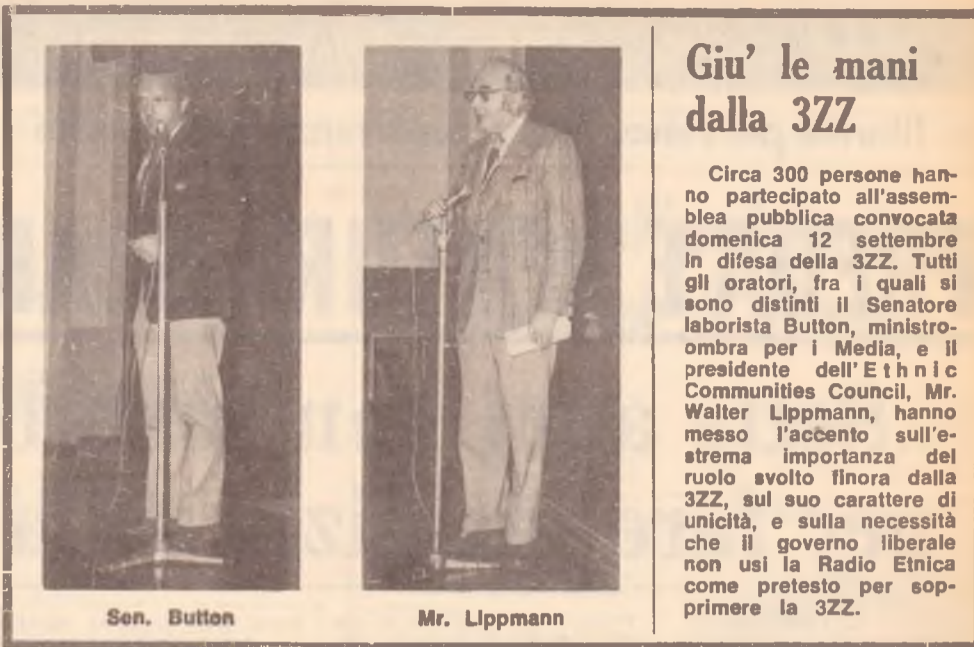 Giu' le mani
dalla 3ZZ
Circa 300 persone han-
no partecipato all'assem-
blea pubblica convocata
domenica 12 settembre
in difesa della 3ZZ. Tutti
gli oratori, fra i quali si
sono distinti il Senatore
laborista Button, ministro-
ombra per i Media, e il
presidente dell'Ethnic
Communities Council, Mr.
Walter Lippmann, hanno
messo l'accento sull'e-
strema importanza del
ruolo svolto finora dalla
3ZZ, sul suo carattere di
unicità, e sulla necessità
che il governo liberale
non usi la Radio Etnica
come pretesto per sop-
primere la 3ZZ.
Sen. Button
Mr. Lippmann